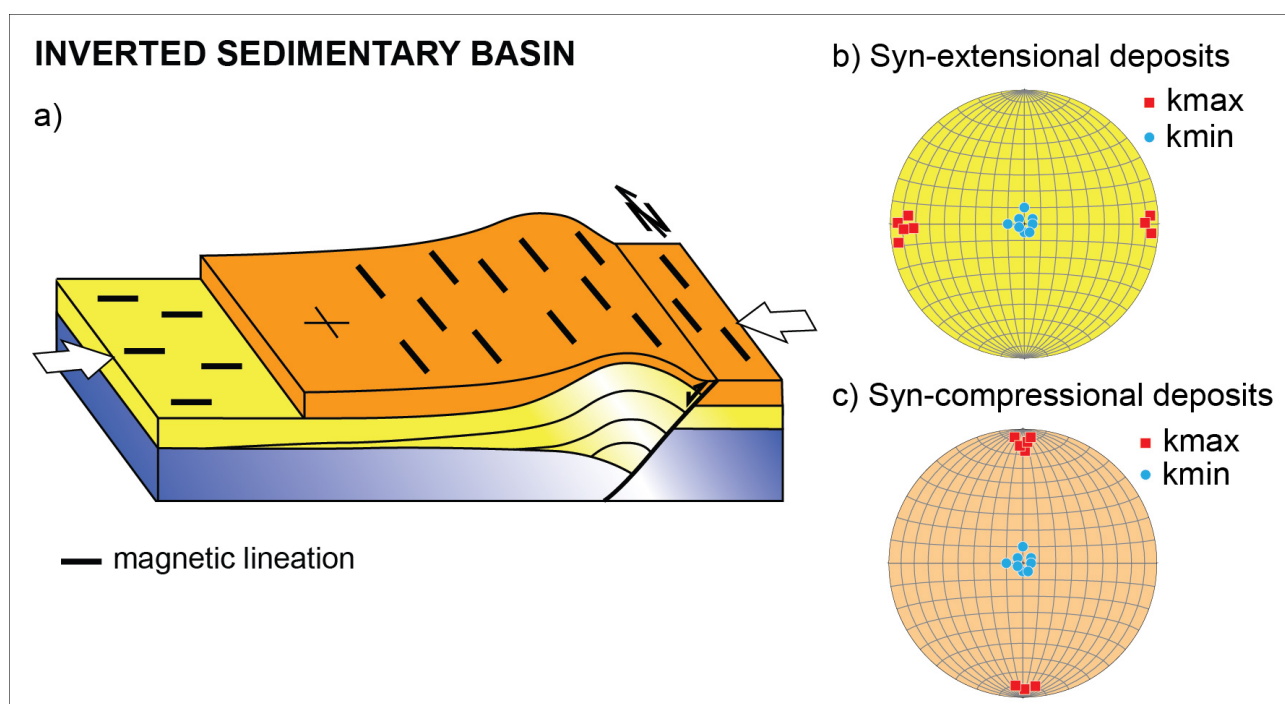 INVERTED SEDIMENTARY BASIN
a)
N
magnetic lineation
b) Syn-extensional deposits
kmax
kmin
c) Syn-compressional deposits
kmax
kmin